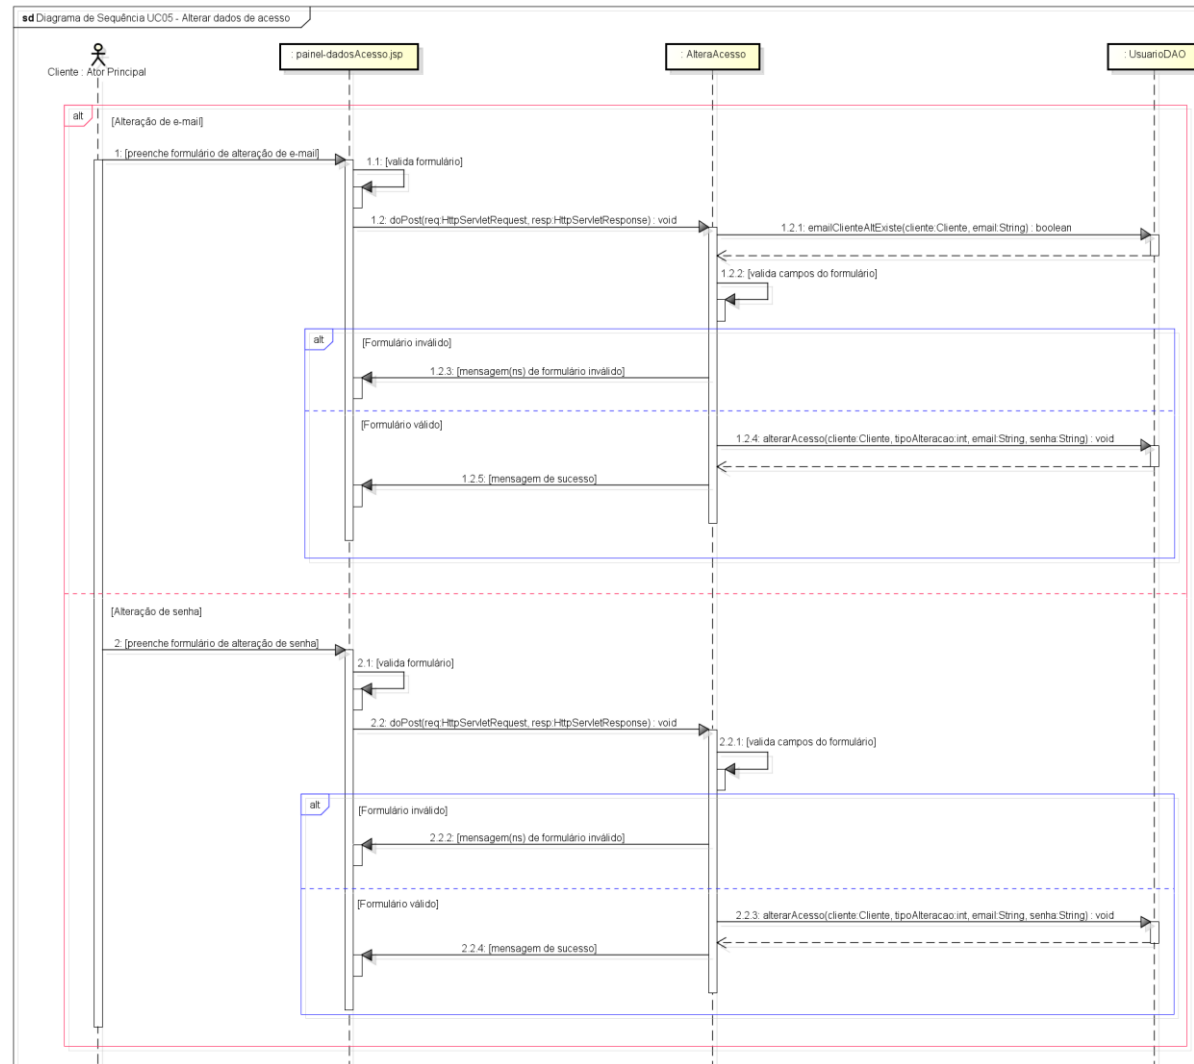 sd Diagrama de Sequência UC05 - Alterar dados de acesso
Cliente : Ator Principal
: painel-dadosAcesso.jsp
: AlteraAcesso
: UsuarioDAO
alt
[Alteração de e-mail]
1: [preenche formulário de alteração de e-mail]
1.1: [valida formulário]
1.2: doPost(req:HttpServletRequest, resp:HttpServletResponse) : void
1.2.1: emailClienteAltExiste(cliente:Cliente, email:String) : boolean
1.2.2: [valida campos do formulário]
alt
[Formulário inválido]
1.2.3: [mensagem(ns) de formulário inválido]
[Formulário válido]
1.2.4: alterarAcesso(cliente:Cliente, tipoAlteracao:int, email:String, senha:String) : void
1.2.5: [mensagem de sucesso]
[Alteração de senha]
2: [preenche formulário de alteração de senha]
2.1: [valida formulário]
2.2: doPost(req:HttpServletRequest, resp:HttpServletResponse) : void
2.2.1: [valida campos do formulário]
alt
[Formulário inválido]
2.2.2: [mensagem(ns) de formulário inválido]
[Formulário válido]
2.2.3: alterarAcesso(cliente:Cliente, tipoAlteracao:int, email:String, senha:String) : void
2.2.4: [mensagem de sucesso]